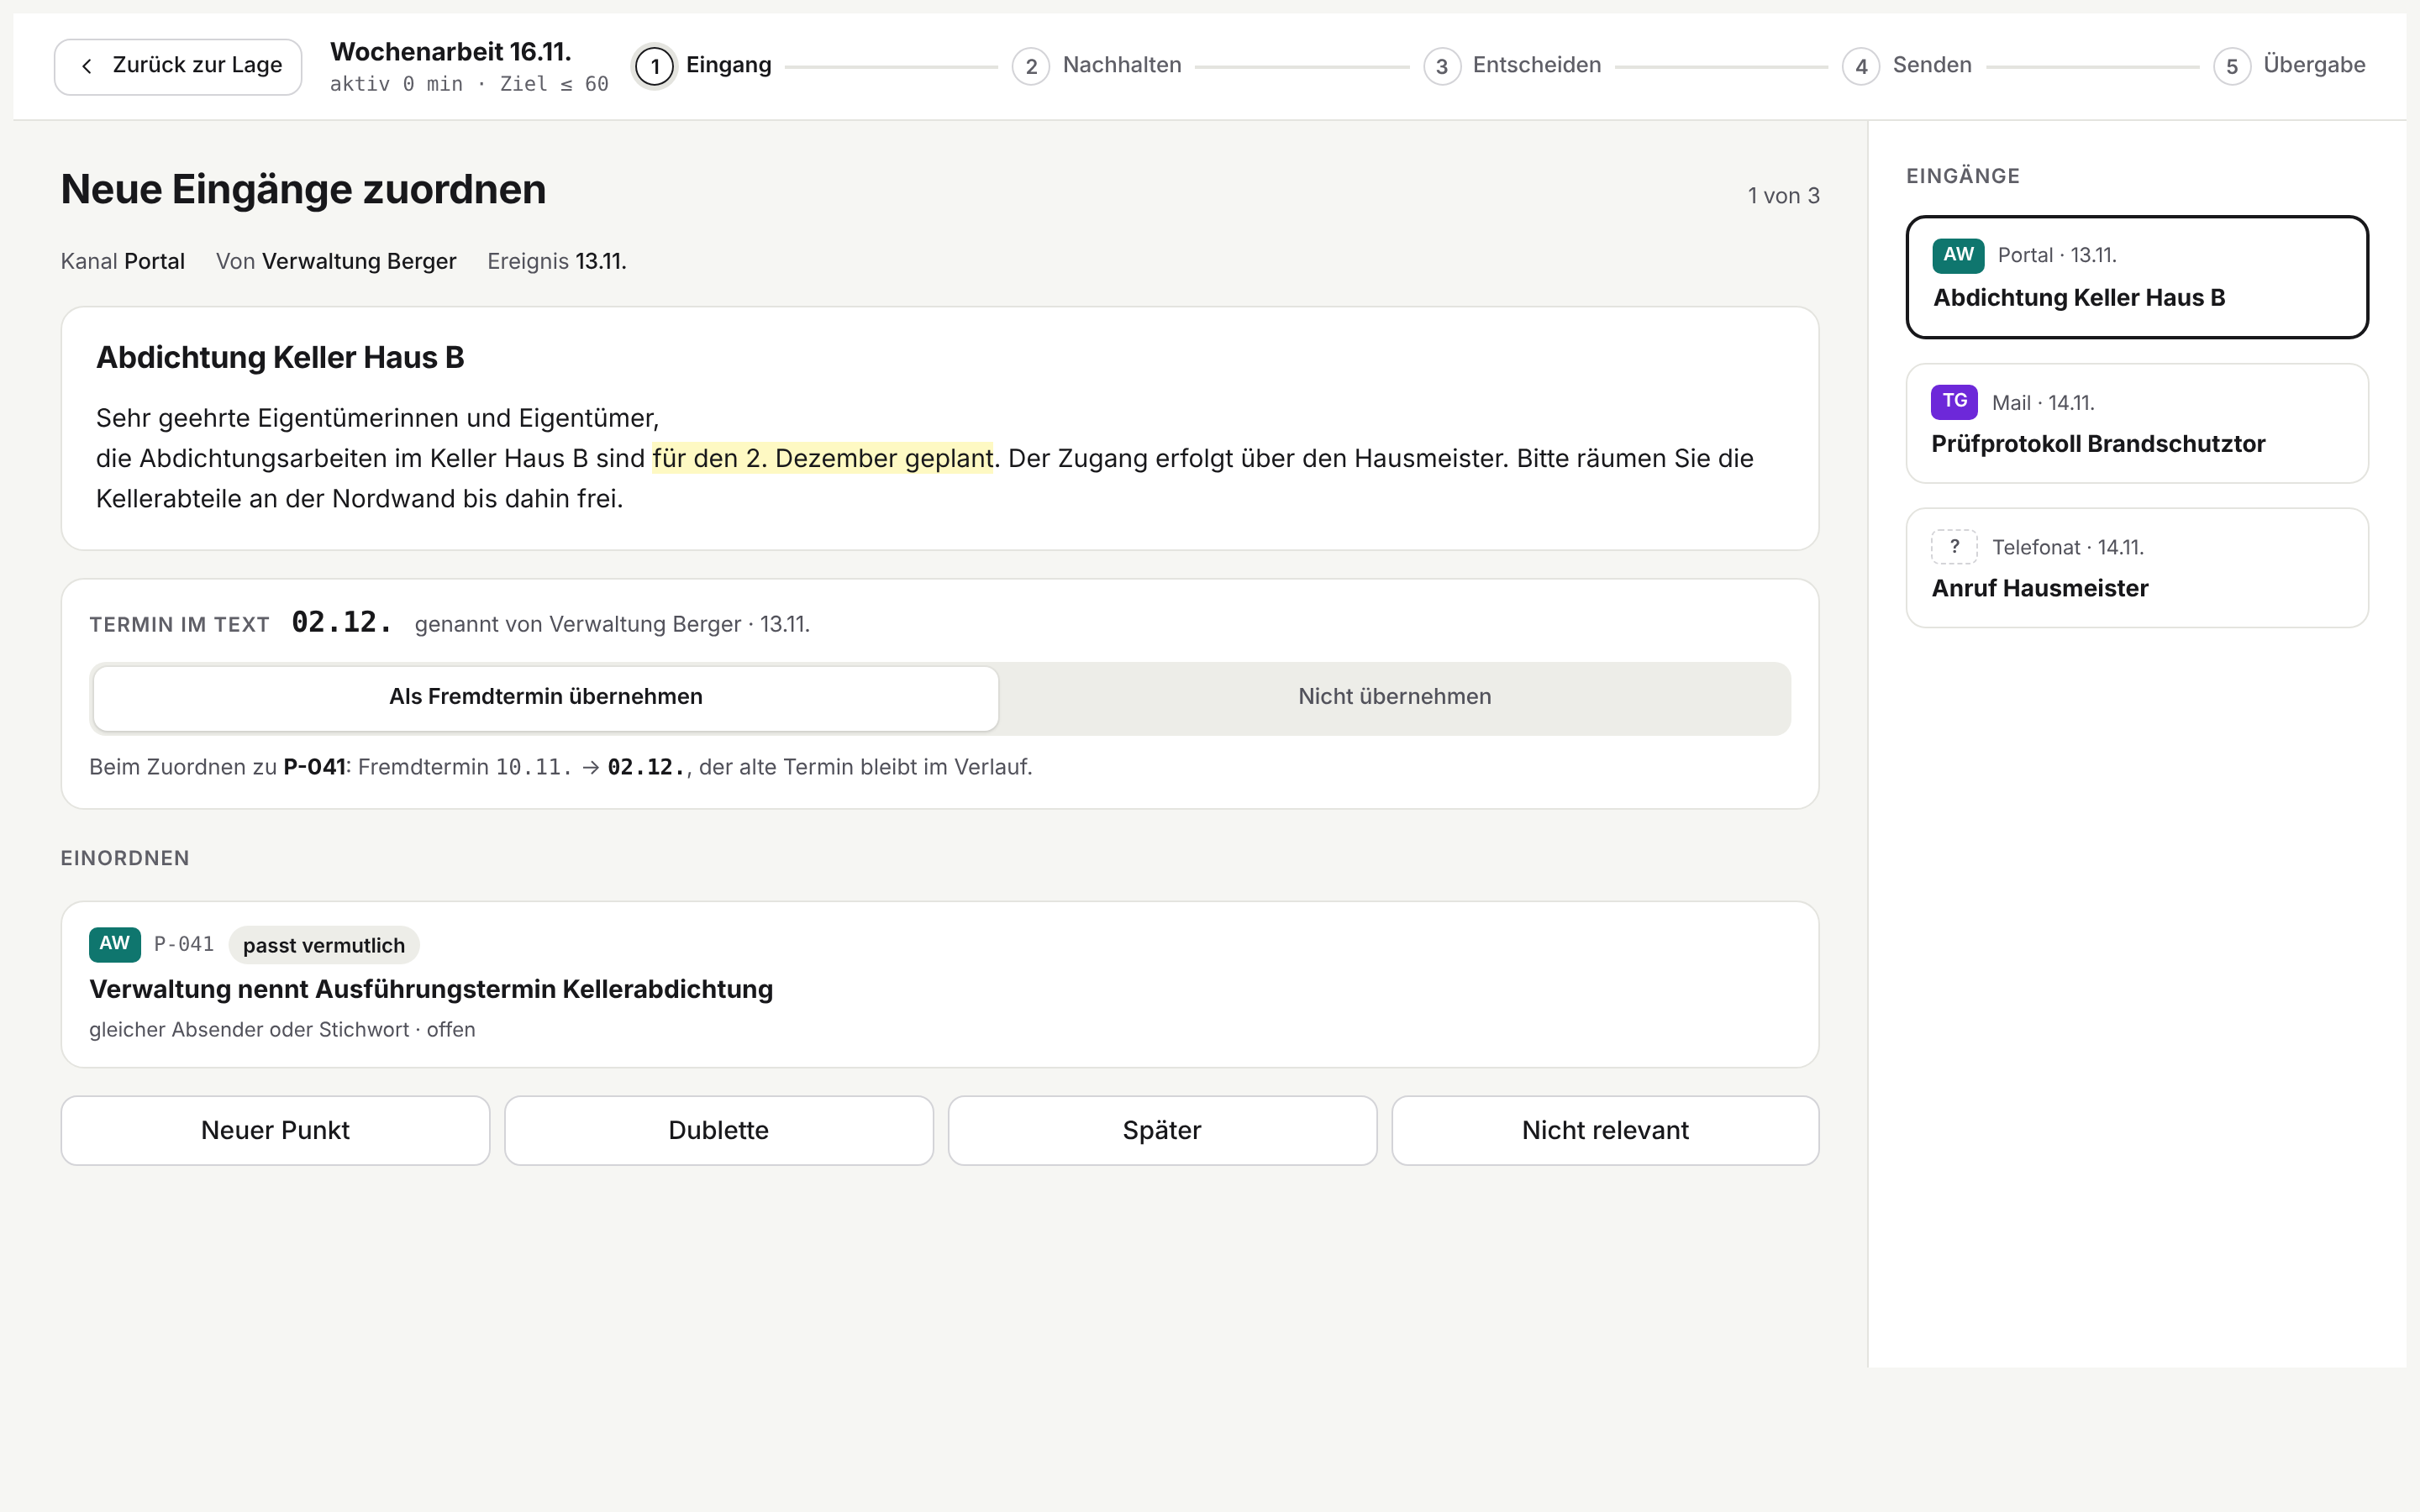 Zurück zur Lage
Wochenarbeit 16.11.
aktiv 0 min · Ziel ≤ 60
1 Eingang
2 Nachhalten
3 Entscheiden
4 Senden
5 Übergabe
Neue Eingänge zuordnen
1 von 3
Kanal Portal Von Verwaltung Berger Ereignis 13.11.
Abdichtung Keller Haus B
Sehr geehrte Eigentümerinnen und Eigentümer,
die Abdichtungsarbeiten im Keller Haus B sind für den 2. Dezember geplant. Der Zugang erfolgt über den Hausmeister. Bitte räumen Sie die
Kellerabteile an der Nordwand bis dahin frei.
TERMIN IM TEXT 02.12. genannt von Verwaltung Berger · 13.11.
Als Fremdtermin übernehmen
Nicht übernehmen
Beim Zuordnen zu P-041: Fremdtermin 10.11. → 02.12., der alte Termin bleibt im Verlauf.
EINORDNEN
AW P-041 passt vermutlich
Verwaltung nennt Ausführungstermin Kellerabdichtung
gleicher Absender oder Stichwort · offen
Neuer Punkt
Dublette
Später
Nicht relevant
EINGÄNGE
AW Portal · 13.11.
Abdichtung Keller Haus B
TG Mail · 14.11.
Prüfprotokoll Brandschutztor
? Telefonat · 14.11.
Anruf Hausmeister